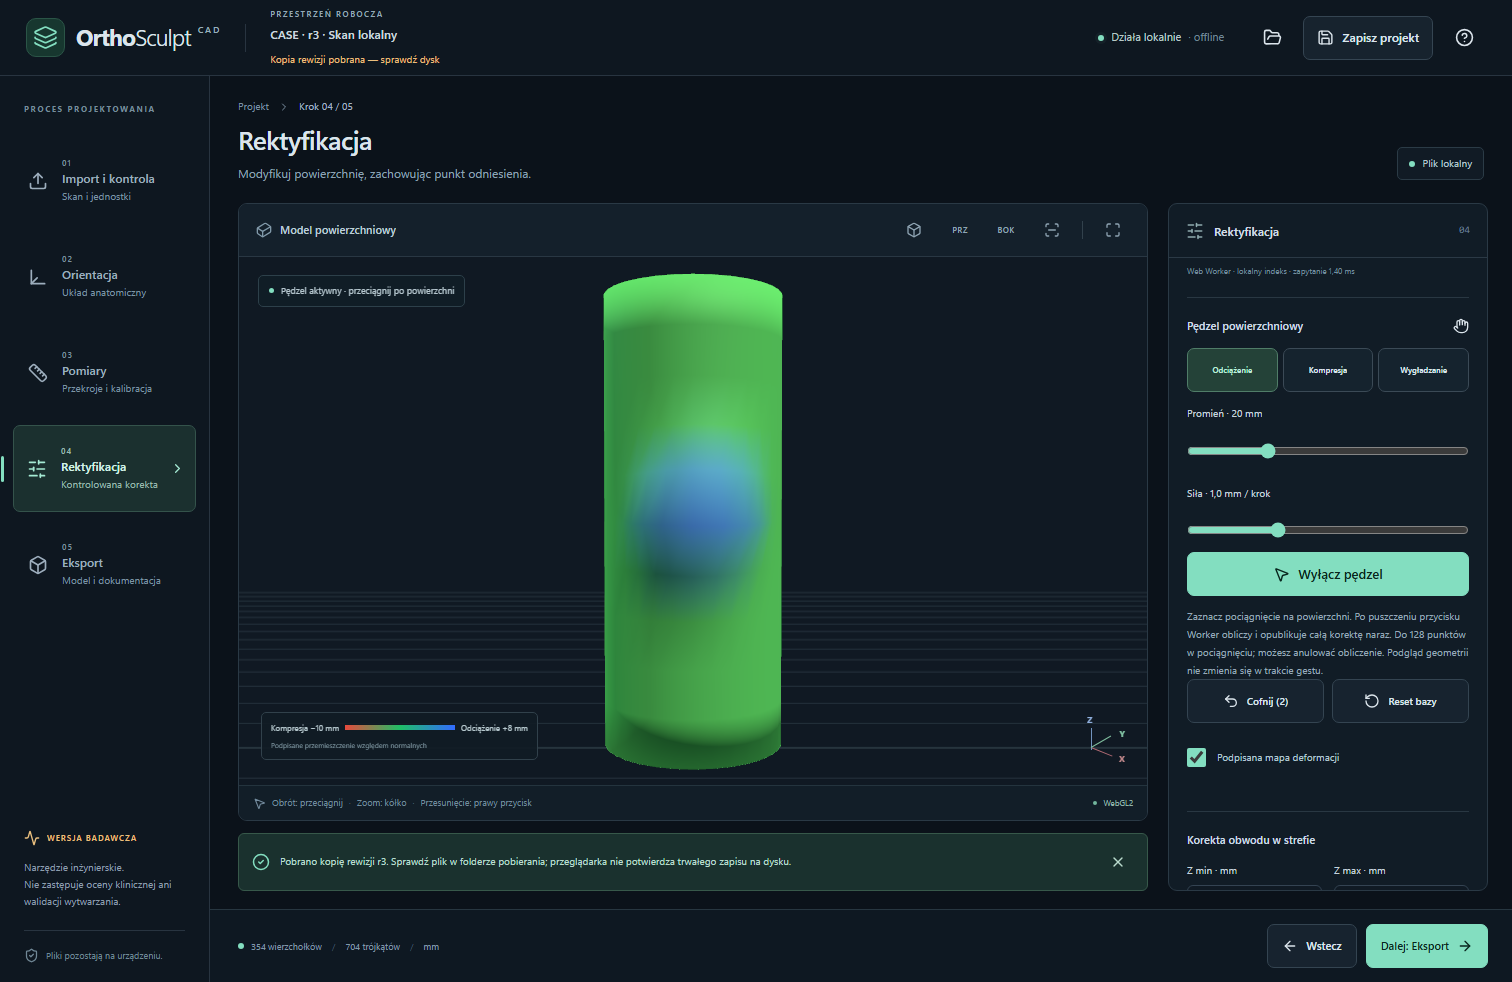 OrthoSculpt CAD
PRZESTRZEŃ ROBOCZA
CASE · r3 · Skan lokalny
Kopia rewizji pobrana — sprawdź dysk
Działa lokalnie · offline
Zapisz projekt
PROCES PROJEKTOWANIA
01
Import i kontrola
Skan i jednostki
02
Orientacja
Układ anatomiczny
03
Pomiary
Przekroje i kalibracja
04
Rektyfikacja
Kontrolowana korekta
05
Eksport
Model i dokumentacja
WERSJA BADAWCZA
Narzędzie inżynierskie.
Nie zastępuje oceny klinicznej ani
walidacji wytwarzania.
Pliki pozostają na urządzeniu.
Projekt
Krok 04 / 05
Rektyfikacja
Modyfikuj powierzchnię, zachowując punkt odniesienia.
Plik lokalny
Model powierzchniowy
PRZ
BOK
Pędzel aktywny · przeciągnij po powierzchni
Kompresja −10 mm
Odciążenie +8 mm
Podpisane przemieszczenie względem normalnych
Z
Y
X
Obrót: przeciągnij · Zoom: kółko · Przesunięcie: prawy przycisk
WebGL2
Pobrano kopię rewizji r3. Sprawdź plik w folderze pobierania; przeglądarka nie potwierdza trwałego zapisu na dysku.
Rektyfikacja
04
Web Worker · lokalny indeks · zapytanie 1,40 ms
Pędzel powierzchniowy
Odciążenie
Kompresja
Wygładzanie
Promień · 20 mm
Siła · 1,0 mm / krok
Wyłącz pędzel
Zaznacz pociągnięcie na powierzchni. Po puszczeniu przycisku
Worker obliczy i opublikuje całą korektę naraz. Do 128 punktów
w pociągnięciu; możesz anulować obliczenie. Podgląd geometrii
nie zmienia się w trakcie gestu.
Cofnij (2)
Reset bazy
Podpisana mapa deformacji
Korekta obwodu w strefie
Z min · mm
Z max · mm
354 wierzchołków / 704 trójkątów / mm
Wstecz
Dalej: Eksport